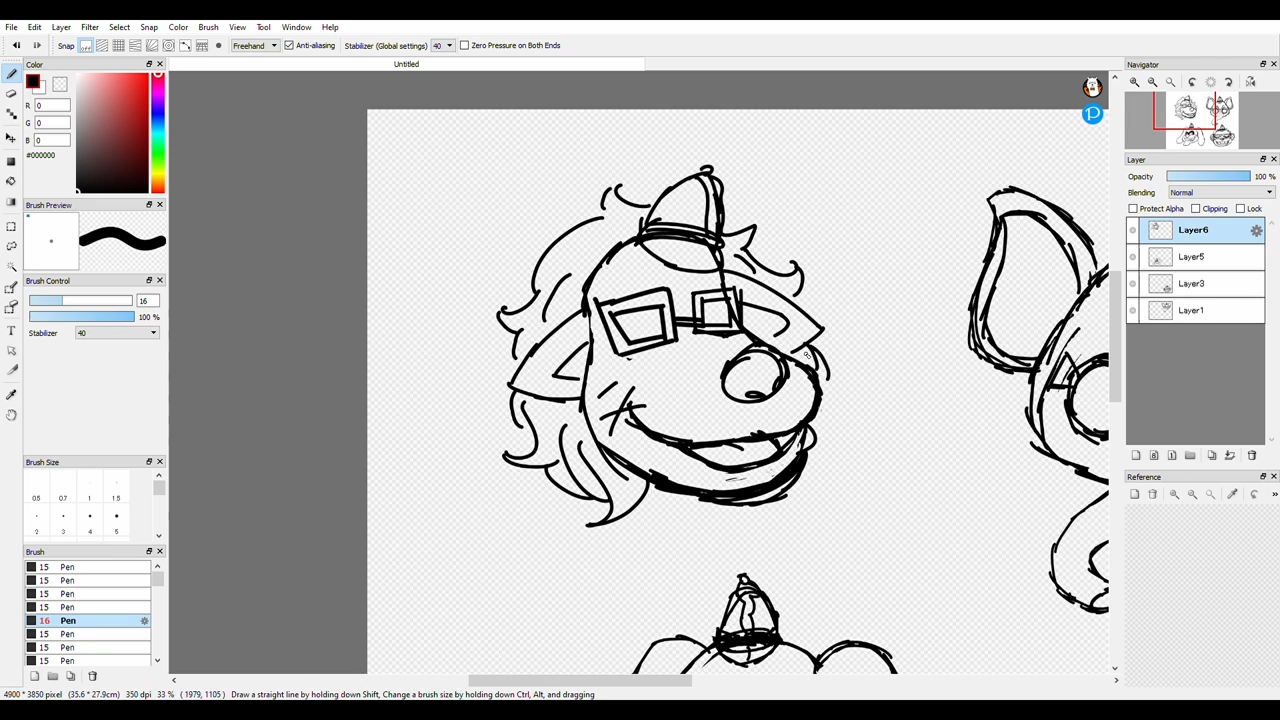 File Edit Layer Filter Select Snap Color Brush View Tool Window Help
Snap Freehand Anti-aliasing Stabilizer (Global settings) 40 Zero Pressure on Both Ends
Color
Untitled
Navigator
R 0
G 0
B 0
#000000
Layer
Opacity 100 %
Blending Normal
Protect Alpha Clipping Lock
Layer6
Layer5
Layer3
Layer1
Brush Preview
Brush Control
16
100 %
Stabilizer 40
Brush Size
0.5 0.7 1 1.5
2 3 4 5
Reference
Brush
15 Pen
15 Pen
15 Pen
15 Pen
16 Pen
15 Pen
15 Pen
15 Pen
4900 * 3850 pixel (35.6 * 27.9cm) 350 dpi 33 % ( 1979, 1105 ) Draw a straight line by holding down Shift, Change a brush size by holding down Ctrl, Alt, and dragging